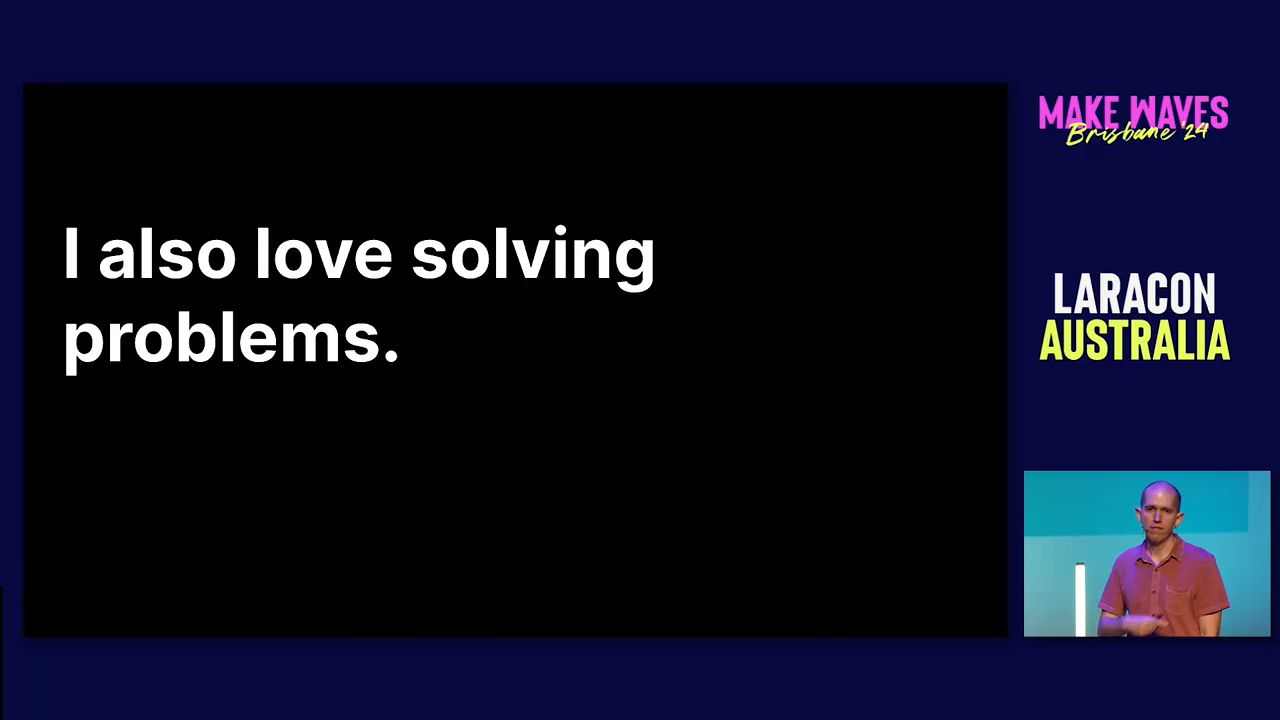 I also love solving
problems.
MAKE WAVES
Brisbane '24
LARACON
AUSTRALIA